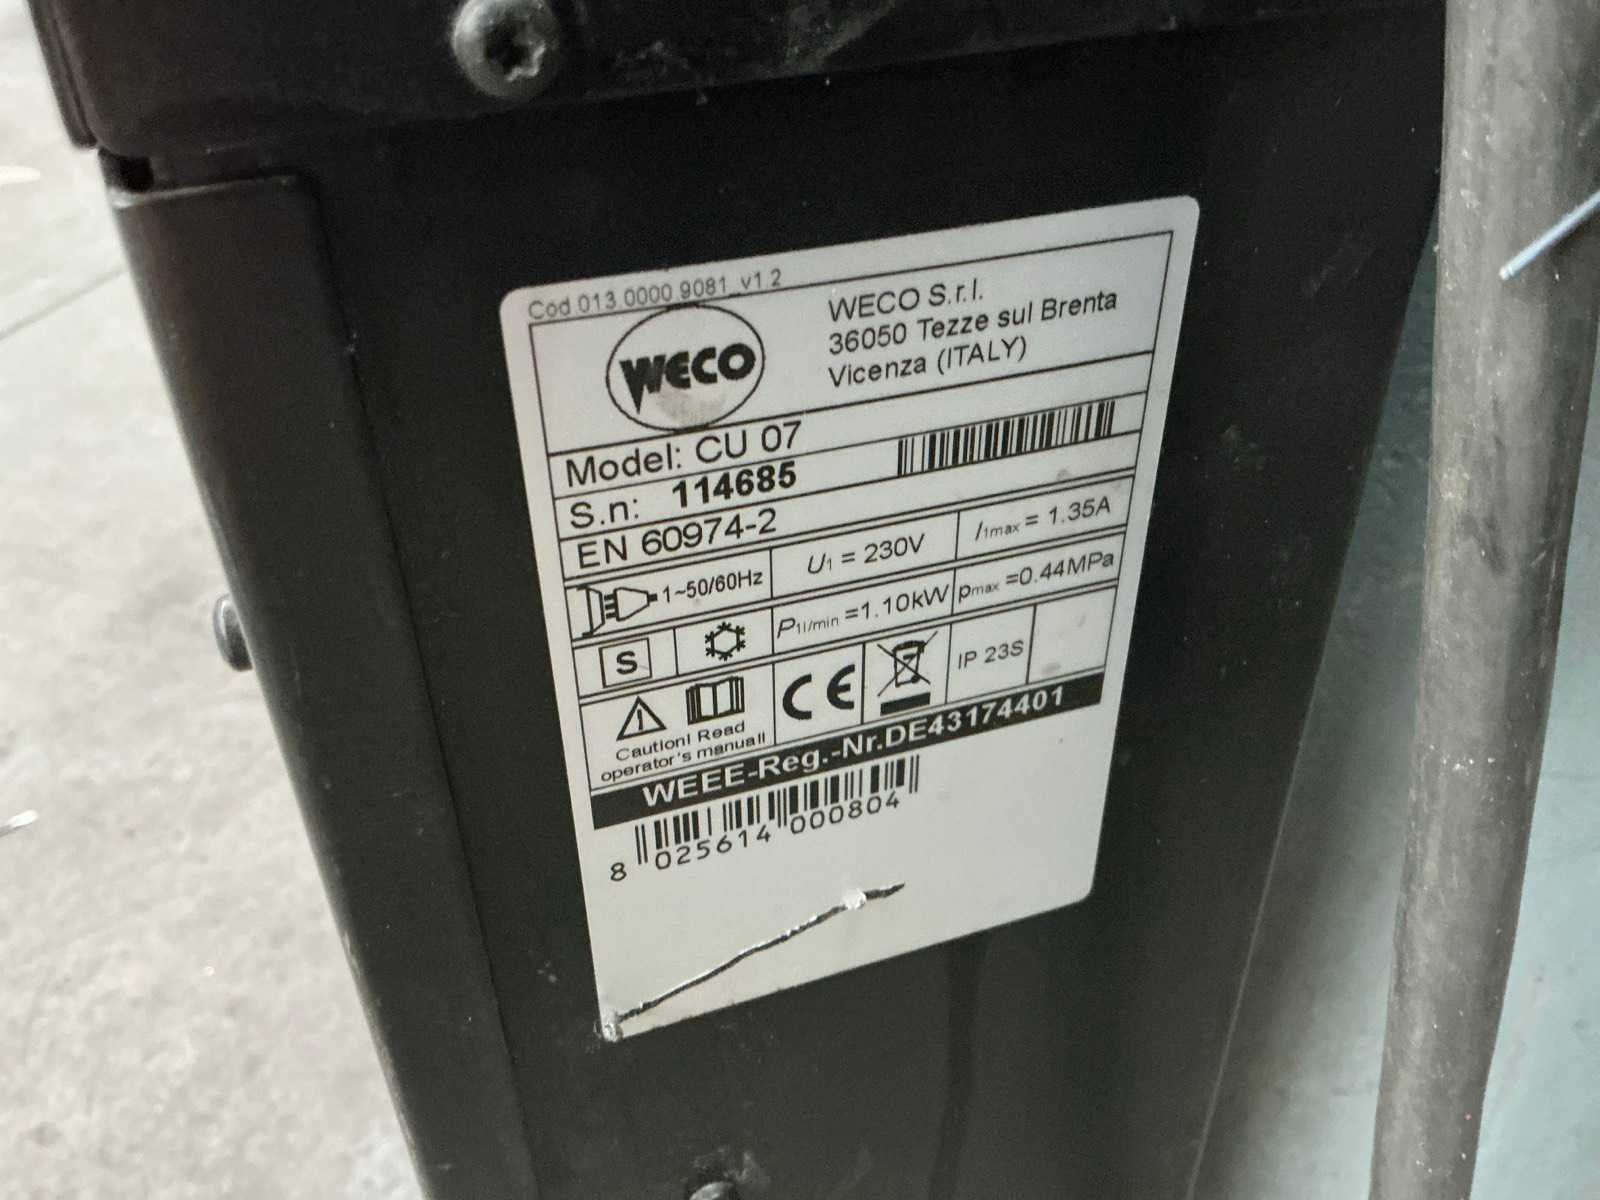 Cod 013.0000.9081_v1.2
WECO
WECO S.r.l.
36050 Tezze sul Brenta
Vicenza (ITALY)
Model: CU 07
S.n: 114685
EN 60974-2
1~50/60Hz
U1 = 230V
I1max = 1.35A
S
P1l/min =1.10kW
pmax =0.44MPa
Caution! Read
operator's manual!
CE
IP 23S
WEEE-Reg.-Nr.DE43174401
8 025614 000804